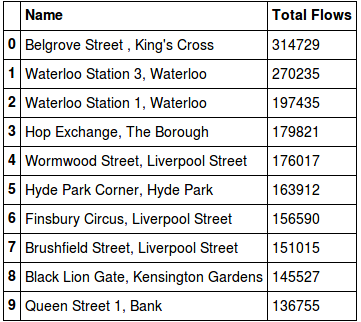 Name Total Flows
0 Belgrove Street , King's Cross 314729
1 Waterloo Station 3, Waterloo 270235
2 Waterloo Station 1, Waterloo 197435
3 Hop Exchange, The Borough 179821
4 Wormwood Street, Liverpool Street 176017
5 Hyde Park Corner, Hyde Park 163912
6 Finsbury Circus, Liverpool Street 156590
7 Brushfield Street, Liverpool Street 151015
8 Black Lion Gate, Kensington Gardens 145527
9 Queen Street 1, Bank 136755